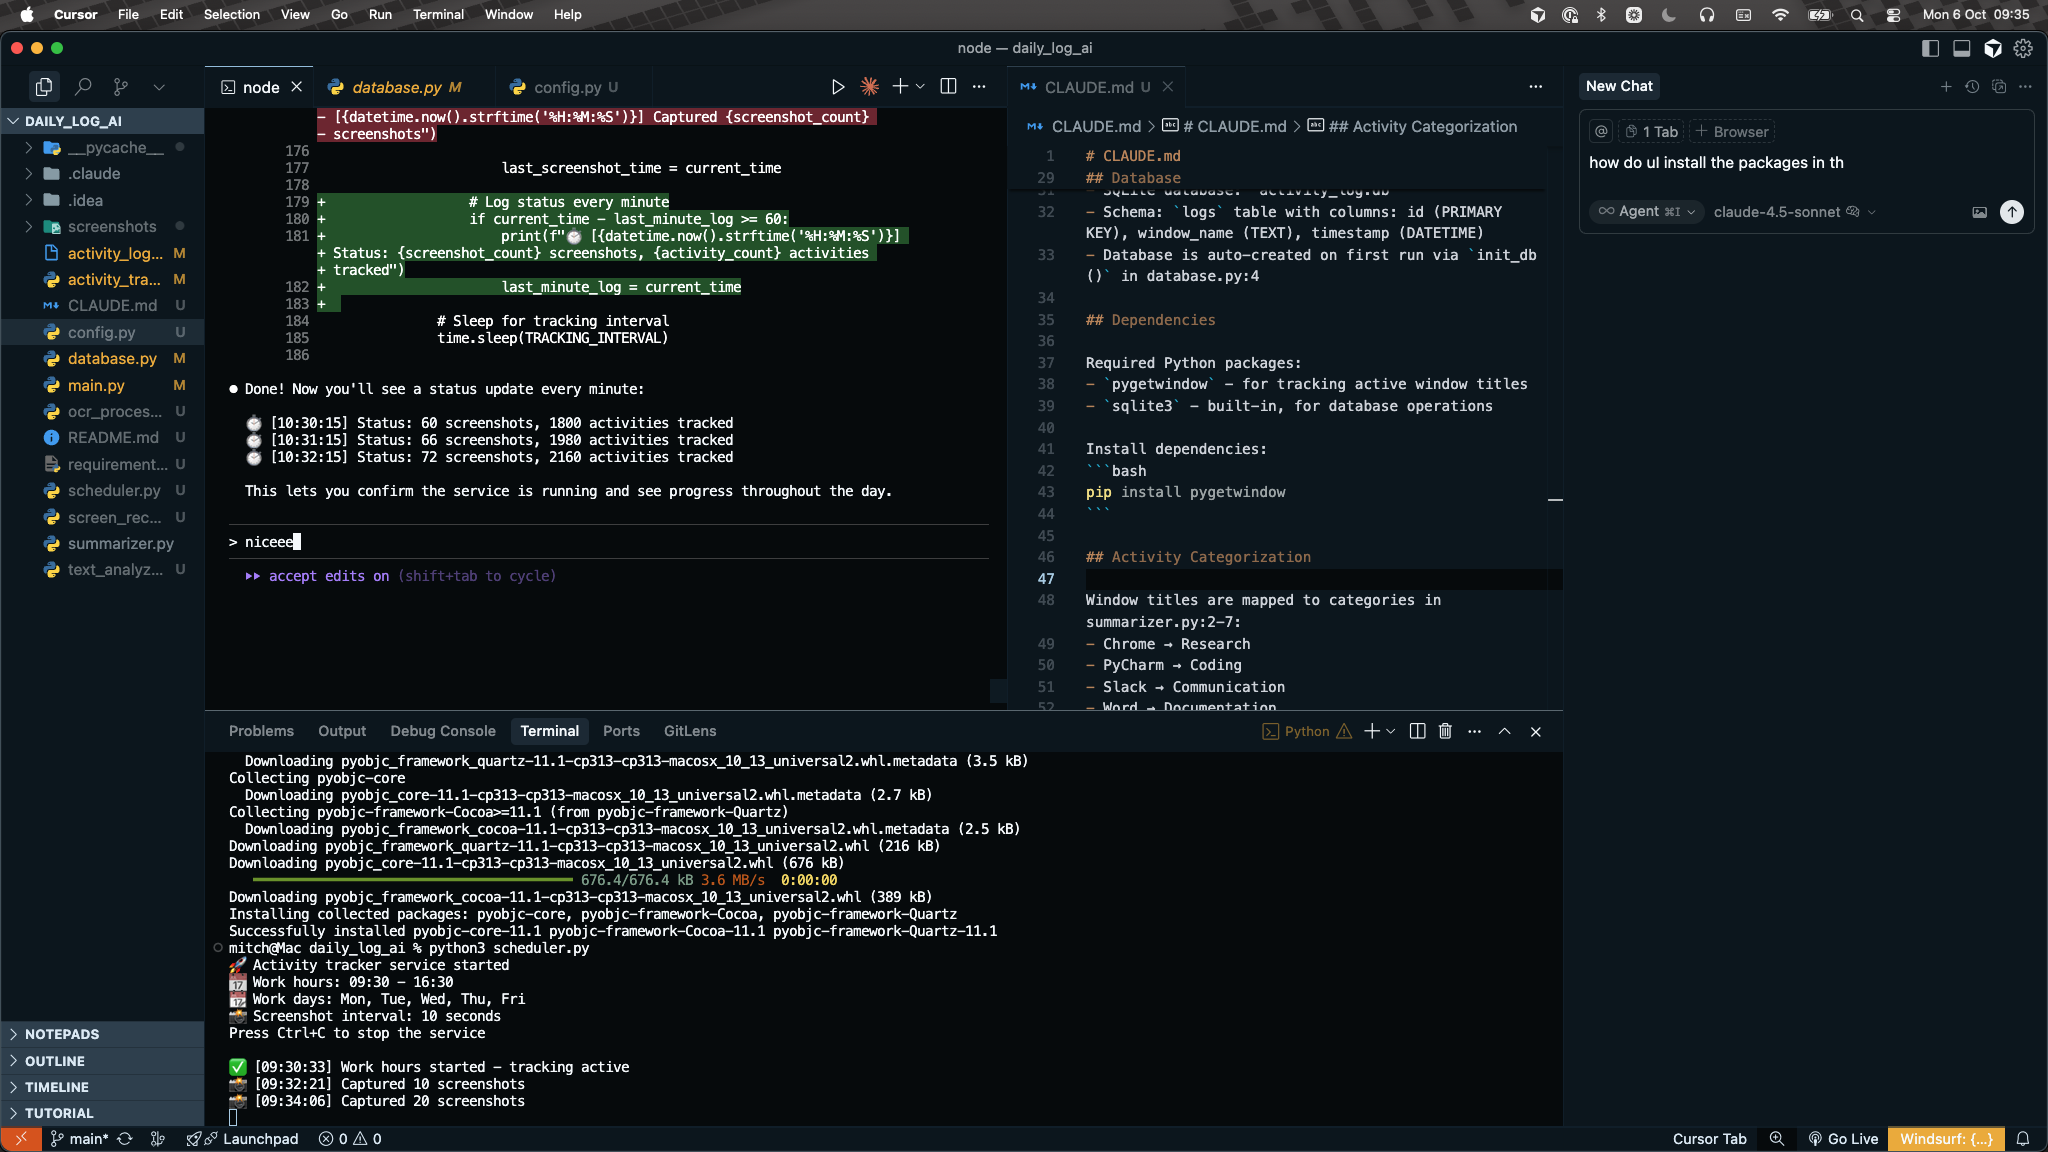 Cursor File Edit Selection View Go Run Terminal Window Help
Mon 6 Oct 09:35
node — daily_log_ai
DAILY_LOG_AI
__pycache__
.claude
.idea
screenshots
activity_log... M
activity_tra... M
CLAUDE.md U
config.py U
database.py M
main.py M
ocr_proces... U
README.md U
requirement... U
scheduler.py U
screen_rec... U
summarizer.py
text_analyz... U
NOTEPADS
OUTLINE
TIMELINE
TUTORIAL
node
database.py M
config.py U
- [{datetime.now().strftime('%H:%M:%S')}] Captured {screenshot_count}
- screenshots")
176
177 last_screenshot_time = current_time
178
179 + # Log status every minute
180 + if current_time - last_minute_log >= 60:
181 + print(f"⏱️ [{datetime.now().strftime('%H:%M:%S')}]
+ Status: {screenshot_count} screenshots, {activity_count} activities
+ tracked")
182 + last_minute_log = current_time
183 +
184 # Sleep for tracking interval
185 time.sleep(TRACKING_INTERVAL)
186
● Done! Now you'll see a status update every minute:
⏱️ [10:30:15] Status: 60 screenshots, 1800 activities tracked
⏱️ [10:31:15] Status: 66 screenshots, 1980 activities tracked
⏱️ [10:32:15] Status: 72 screenshots, 2160 activities tracked
This lets you confirm the service is running and see progress throughout the day.
> niceee
⏵⏵ accept edits on (shift+tab to cycle)
CLAUDE.md U
CLAUDE.md > # CLAUDE.md > ## Activity Categorization
1 # CLAUDE.md
29 ## Database
31 - SQLite database: `activity_log.db`
32 - Schema: `logs` table with columns: id (PRIMARY
KEY), window_name (TEXT), timestamp (DATETIME)
33 - Database is auto-created on first run via `init_db
()` in database.py:4
34
35 ## Dependencies
36
37 Required Python packages:
38 - `pygetwindow` - for tracking active window titles
39 - `sqlite3` - built-in, for database operations
40
41 Install dependencies:
42 ```bash
43 pip install pygetwindow
44 ```
45
46 ## Activity Categorization
47
48 Window titles are mapped to categories in
summarizer.py:2-7:
49 - Chrome → Research
50 - PyCharm → Coding
51 - Slack → Communication
52 - Word → Documentation
New Chat
@ 1 Tab + Browser
how do uI install the packages in th
∞ Agent ⌘I claude-4.5-sonnet
Problems Output Debug Console Terminal Ports GitLens
Python
Downloading pyobjc_framework_quartz-11.1-cp313-cp313-macosx_10_13_universal2.whl.metadata (3.5 kB)
Collecting pyobjc-core
Downloading pyobjc_core-11.1-cp313-cp313-macosx_10_13_universal2.whl.metadata (2.7 kB)
Collecting pyobjc-framework-Cocoa>=11.1 (from pyobjc-framework-Quartz)
Downloading pyobjc_framework_cocoa-11.1-cp313-cp313-macosx_10_13_universal2.whl.metadata (2.5 kB)
Downloading pyobjc_framework_quartz-11.1-cp313-cp313-macosx_10_13_universal2.whl (216 kB)
Downloading pyobjc_core-11.1-cp313-cp313-macosx_10_13_universal2.whl (676 kB)
676.4/676.4 kB 3.6 MB/s 0:00:00
Downloading pyobjc_framework_cocoa-11.1-cp313-cp313-macosx_10_13_universal2.whl (389 kB)
Installing collected packages: pyobjc-core, pyobjc-framework-Cocoa, pyobjc-framework-Quartz
Successfully installed pyobjc-core-11.1 pyobjc-framework-Cocoa-11.1 pyobjc-framework-Quartz-11.1
mitch@Mac daily_log_ai % python3 scheduler.py
🚀 Activity tracker service started
📅 Work hours: 09:30 - 16:30
📆 Work days: Mon, Tue, Wed, Thu, Fri
📸 Screenshot interval: 10 seconds
Press Ctrl+C to stop the service
✅ [09:30:33] Work hours started - tracking active
📸 [09:32:21] Captured 10 screenshots
📸 [09:34:06] Captured 20 screenshots
main* Launchpad 0 0
Cursor Tab Go Live Windsurf: {...}